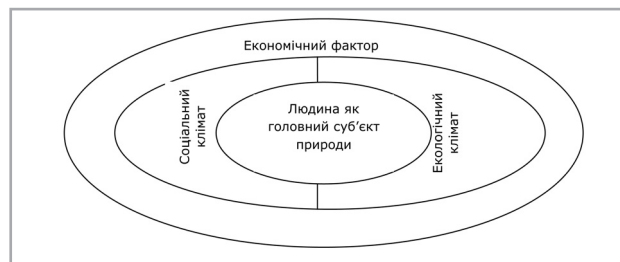 Економічний фактор
Соціальний
клімат
Людина як
головний суб’єкт
природи
Екологічний
клімат